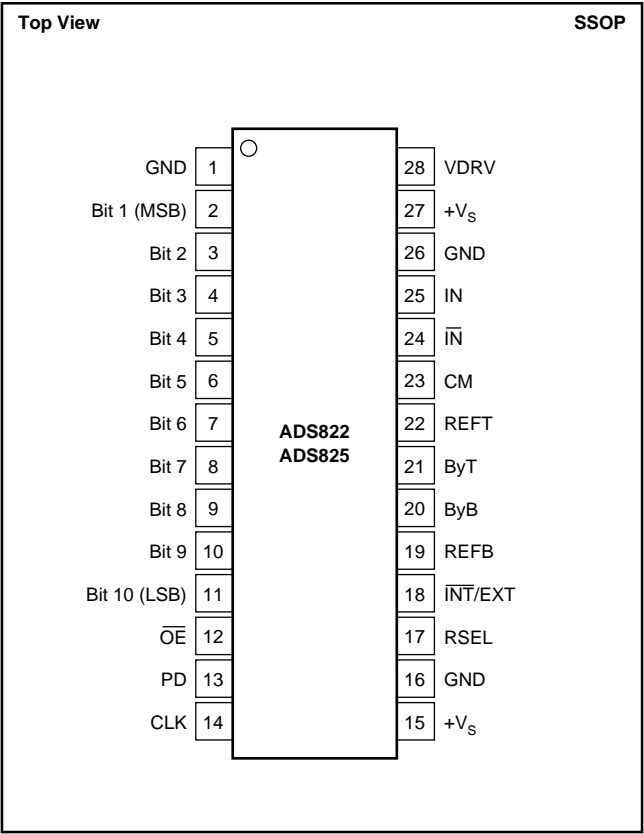 Top View SSOP
GND 1 28 VDRV
Bit 1 (MSB) 2 27 +VS
Bit 2 3 26 GND
Bit 3 4 25 IN
Bit 4 5 24 I̅N̅
Bit 5 6 23 CM
Bit 6 7 22 REFT
ADS822
Bit 7 8 21 ByT
ADS825
Bit 8 9 20 ByB
Bit 9 10 19 REFB
Bit 10 (LSB) 11 18 I̅N̅T̅/EXT
O̅E̅ 12 17 RSEL
PD 13 16 GND
CLK 14 15 +VS